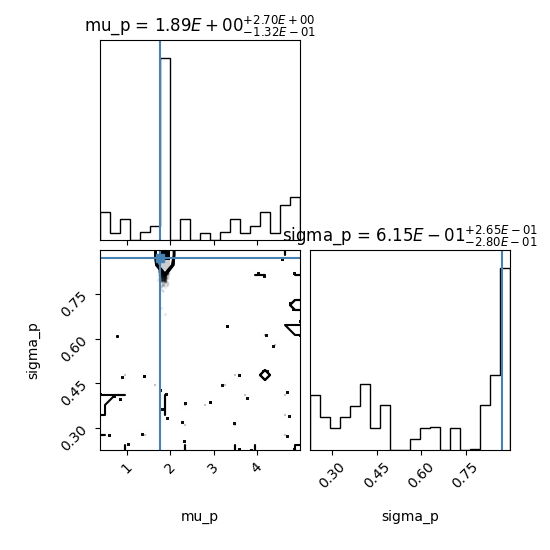 mu_p = 1.89E + 00+2.70E + 00 −1.32E − 01
sigma_p = 6.15E − 01+2.65E − 01 −2.80E − 01
0.75
0.60
0.45
0.30
sigma_p
1 2 3 4
0.30 0.45 0.60 0.75
mu_p
sigma_p